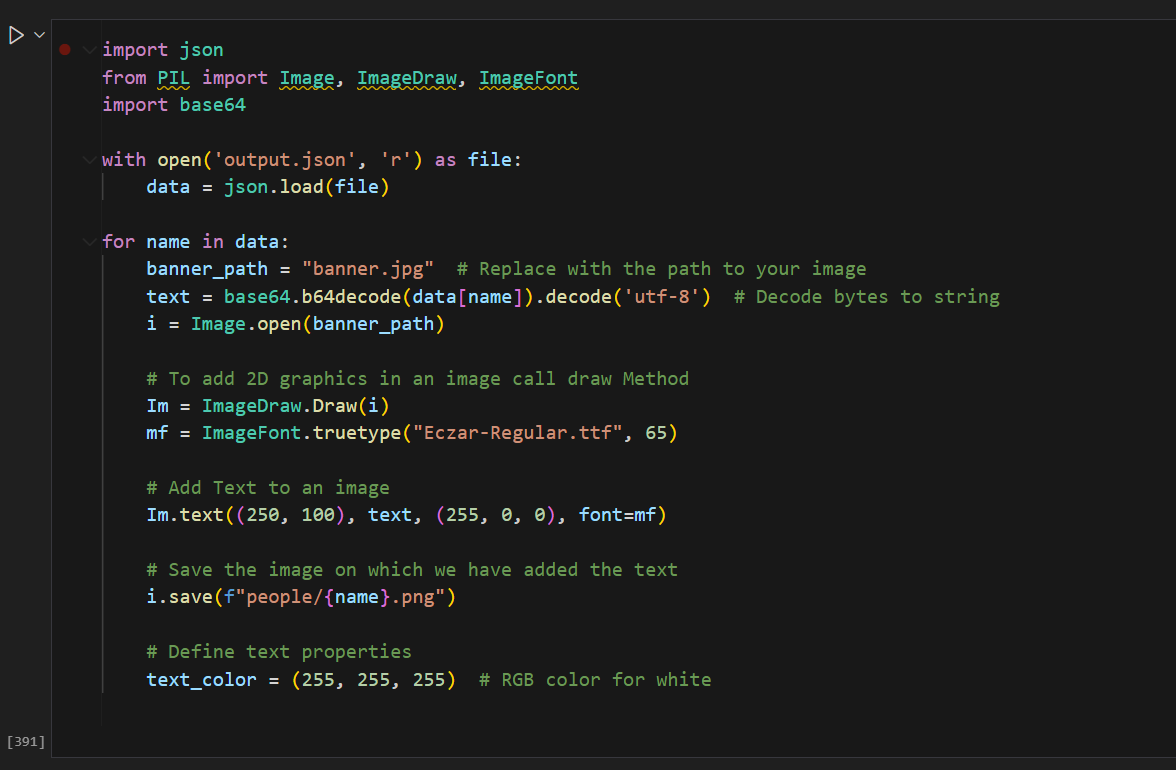 import json
from PIL import Image, ImageDraw, ImageFont
import base64

with open('output.json', 'r') as file:
    data = json.load(file)

for name in data:
    banner_path = "banner.jpg"  # Replace with the path to your image
    text = base64.b64decode(data[name]).decode('utf-8')  # Decode bytes to string
    i = Image.open(banner_path)

    # To add 2D graphics in an image call draw Method
    Im = ImageDraw.Draw(i)
    mf = ImageFont.truetype("Eczar-Regular.ttf", 65)

    # Add Text to an image
    Im.text((250, 100), text, (255, 0, 0), font=mf)

    # Save the image on which we have added the text
    i.save(f"people/{name}.png")

    # Define text properties
    text_color = (255, 255, 255)  # RGB color for white
[391]